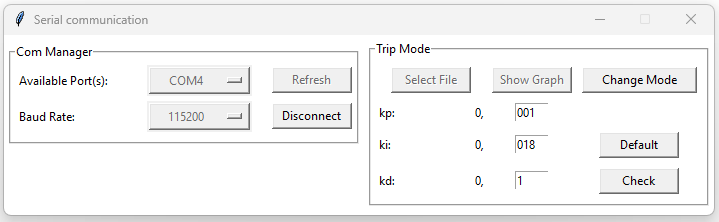 Serial communication
Com Manager
Available Port(s): COM4 Refresh
Baud Rate: 115200 Disconnect
Trip Mode
Select File Show Graph Change Mode
kp: 0, 001
ki: 0, 018 Default
kd: 0, 1 Check